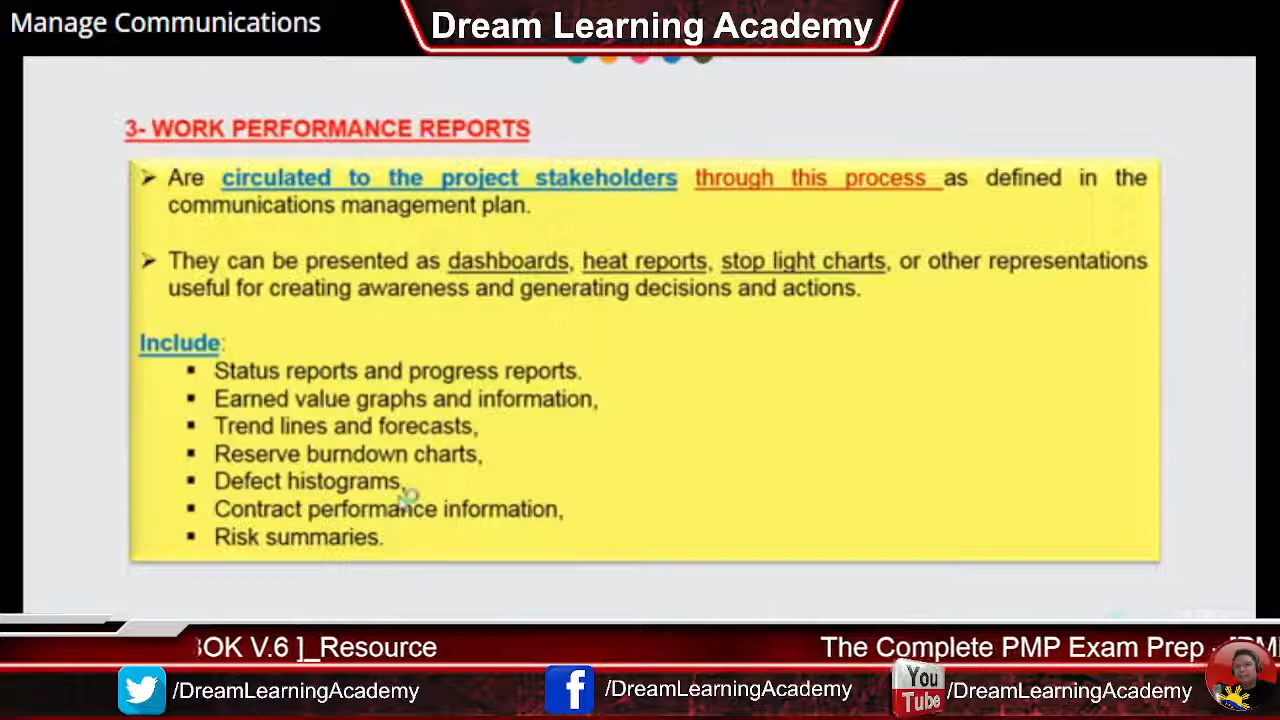 Manage Communications
Dream Learning Academy
3- WORK PERFORMANCE REPORTS
➢ Are circulated to the project stakeholders through this process as defined in the
communications management plan.
➢ They can be presented as dashboards, heat reports, stop light charts, or other representations
useful for creating awareness and generating decisions and actions.
Include:
▪ Status reports and progress reports.
▪ Earned value graphs and information,
▪ Trend lines and forecasts,
▪ Reserve burndown charts,
▪ Defect histograms,
▪ Contract performance information,
▪ Risk summaries.
OK V.6 ]_Resource The Complete PMP Exam Prep -
/DreamLearningAcademy /DreamLearningAcademy You Tube /DreamLearningAcademy